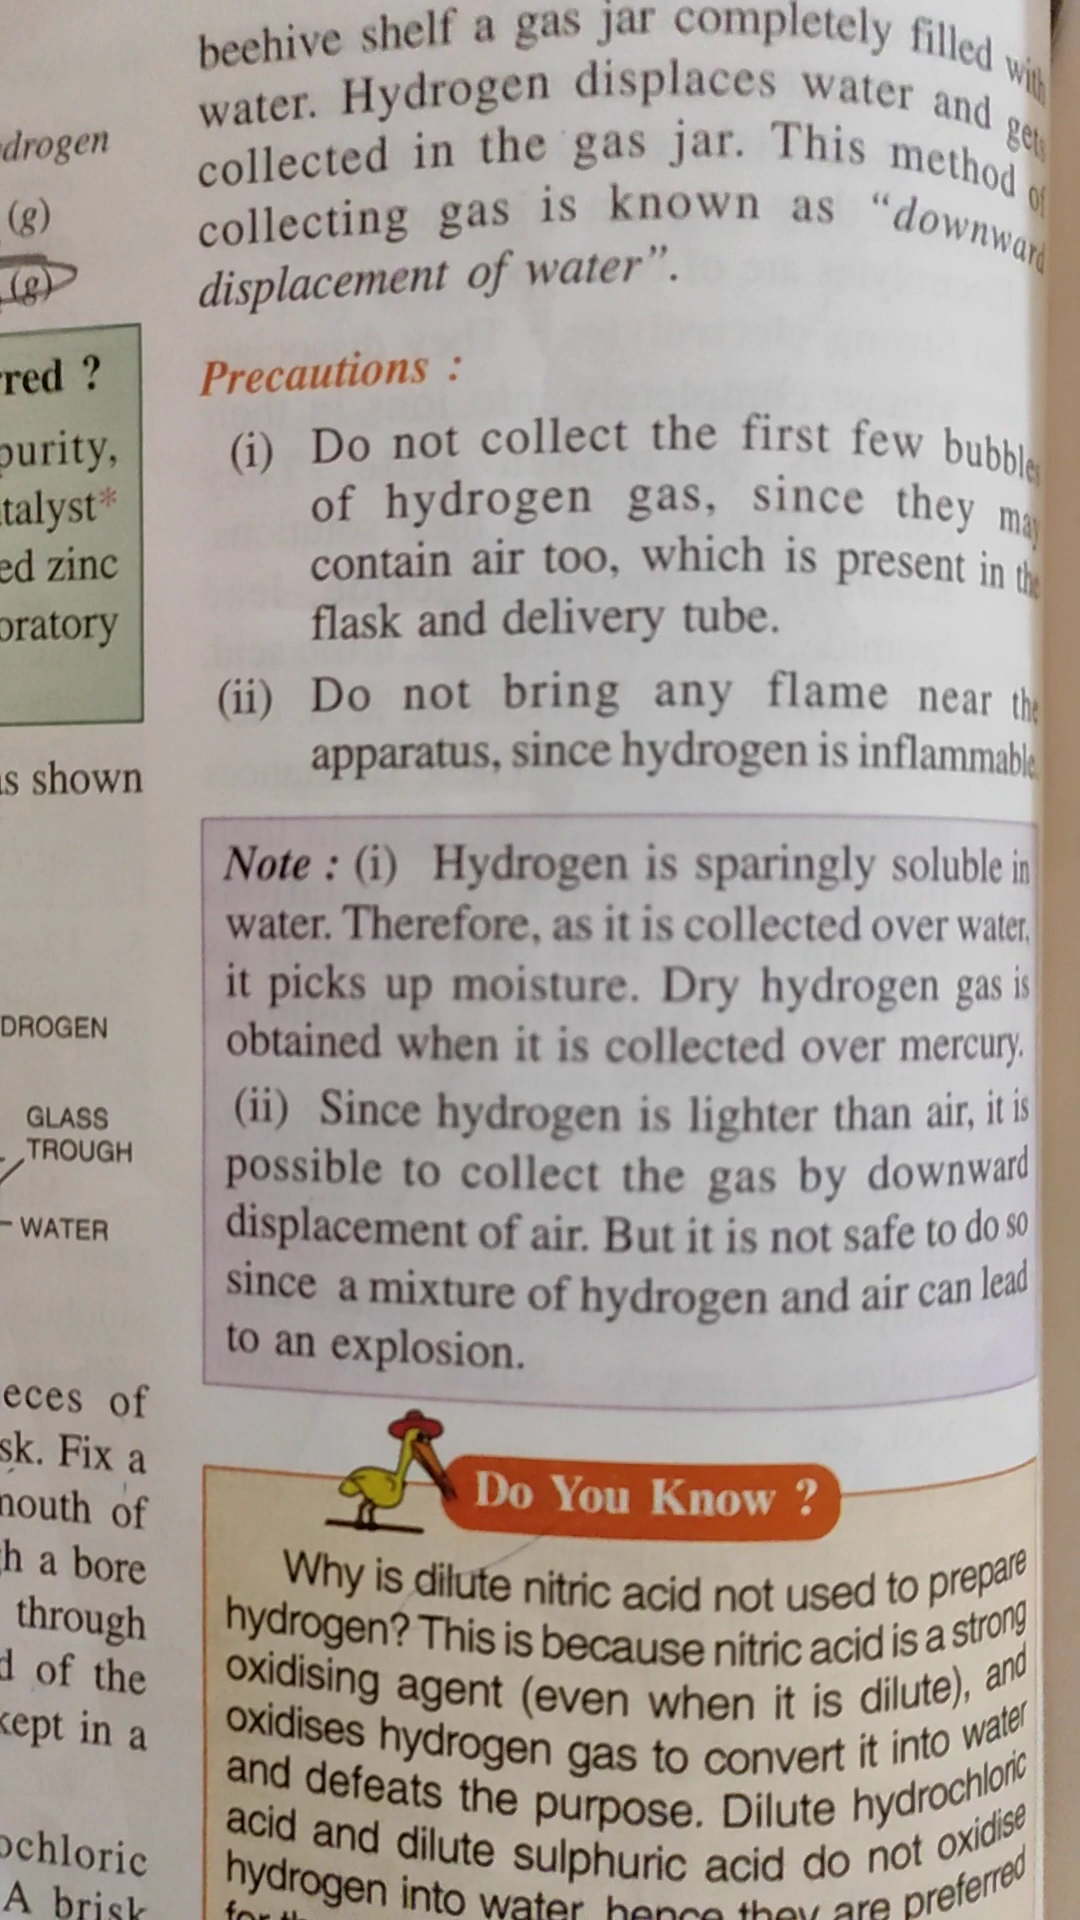 drogen
(g)
(g)
red ?
purity,
talyst*
ed zinc
oratory
s shown
DROGEN
GLASS
TROUGH
WATER
eces of
sk. Fix a
mouth of
h a bore
through
d of the
kept in a
ochloric
A brisk
beehive shelf a gas jar completely filled with
water. Hydrogen displaces water and gets
collected in the gas jar. This method of
collecting gas is known as “downward
displacement of water”.
Precautions :
(i) Do not collect the first few bubbles
of hydrogen gas, since they may
contain air too, which is present in the
flask and delivery tube.
(ii) Do not bring any flame near the
apparatus, since hydrogen is inflammable.
Note : (i) Hydrogen is sparingly soluble in
water. Therefore, as it is collected over water,
it picks up moisture. Dry hydrogen gas is
obtained when it is collected over mercury.
(ii) Since hydrogen is lighter than air, it is
possible to collect the gas by downward
displacement of air. But it is not safe to do so
since a mixture of hydrogen and air can lead
to an explosion.
Do You Know ?
Why is dilute nitric acid not used to prepare
hydrogen? This is because nitric acid is a strong
oxidising agent (even when it is dilute), and
oxidises hydrogen gas to convert it into water
and defeats the purpose. Dilute hydrochloric
acid and dilute sulphuric acid do not oxidise
hydrogen into water hence they are preferred